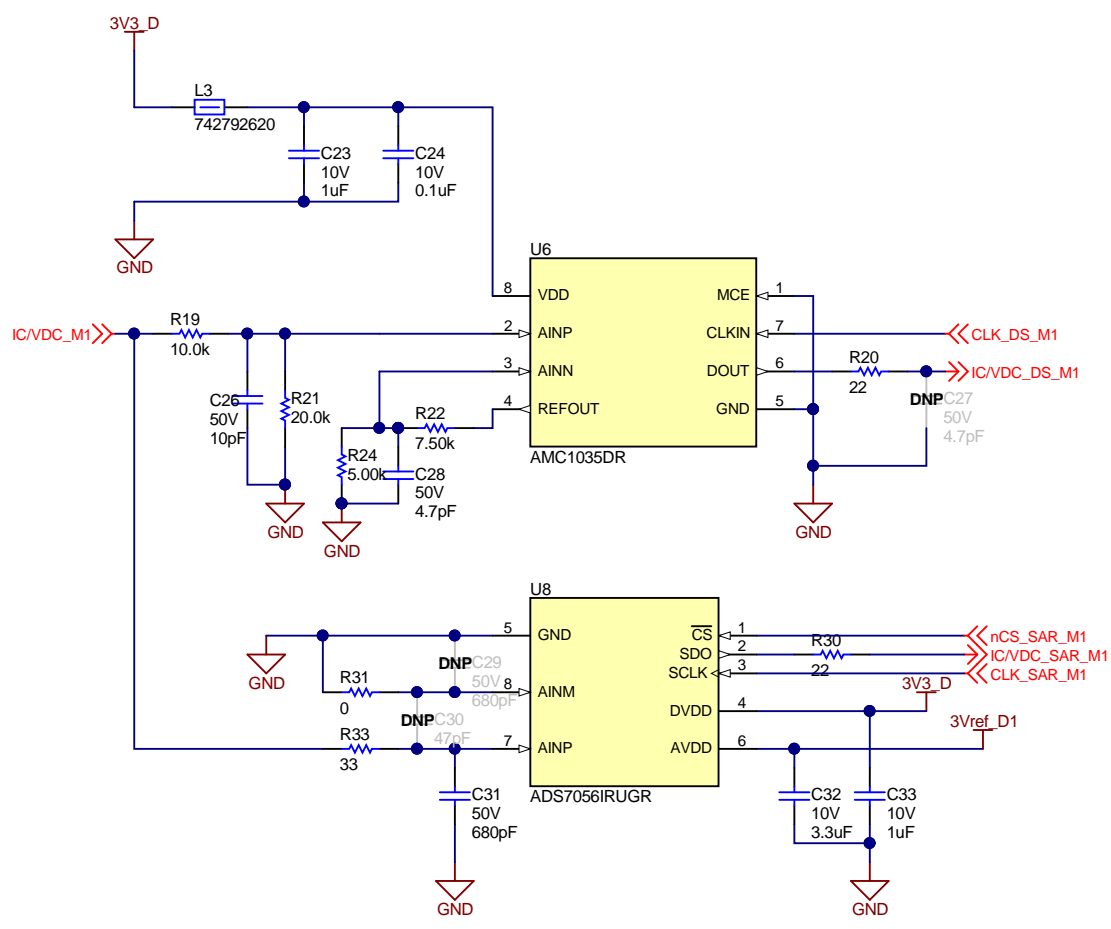 3V3_D
L3
742792620
C23
10V
1uF
C24
10V
0.1uF
GND
U6
8
VDD
MCE
1
IC/VDC_M1
R19
10.0k
2
AINP
CLKIN
7
CLK_DS_M1
3
AINN
DOUT
6
R20
22
IC/VDC_DS_M1
4
REFOUT
GND
5
DNP
C27
50V
4.7pF
C26
50V
10pF
R21
20.0k
R22
7.50k
R24
5.00k
C28
50V
4.7pF
AMC1035DR
GND
GND
GND
U8
5
GND
CS
1
nCS_SAR_M1
SDO
2
R30
22
IC/VDC_SAR_M1
SCLK
3
CLK_SAR_M1
GND
DNP
C29
50V
680pF
R31
0
8
AINM
DVDD
4
3V3_D
DNP
C30
47pF
R33
33
7
AINP
AVDD
6
3Vref_D1
ADS7056IRUGR
C31
50V
680pF
C32
10V
3.3uF
C33
10V
1uF
GND
GND